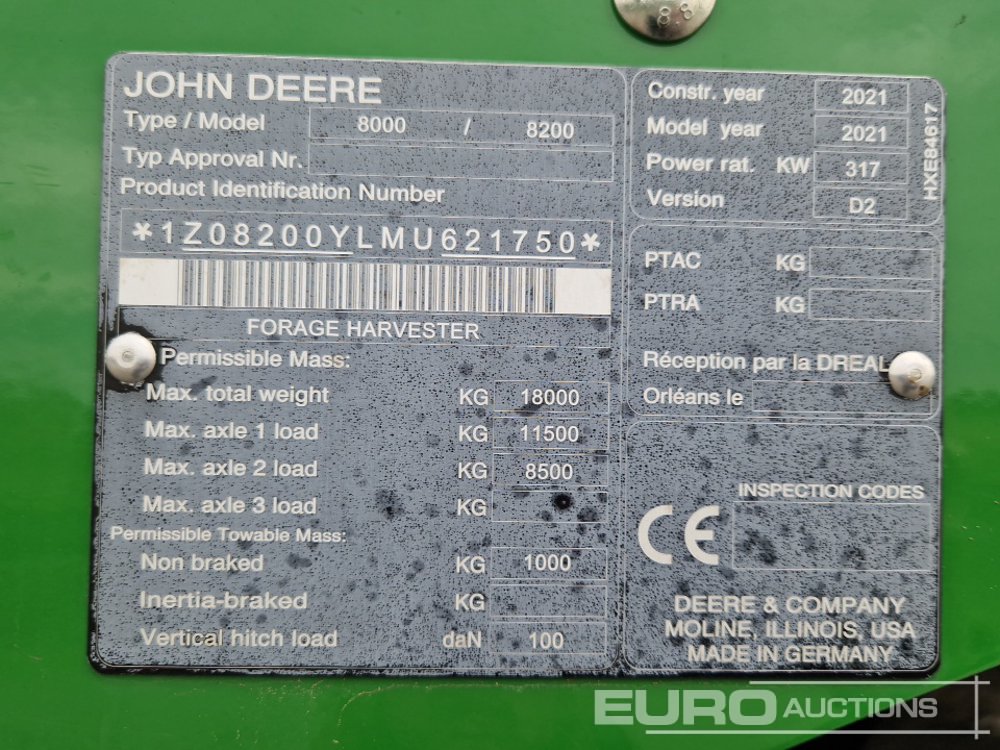 JOHN DEERE
Type / Model 8000 / 8200
Typ Approval Nr.
Product Identification Number
*1Z08200YLMU621750*
FORAGE HARVESTER
Permissible Mass:
Max. total weight KG 18000
Max. axle 1 load KG 11500
Max. axle 2 load KG 8500
Max. axle 3 load KG
Permissible Towable Mass:
Non braked KG 1000
Inertia-braked KG
Vertical hitch load daN 100
8.8
Constr. year 2021
Model year 2021
Power rat. KW 317
Version D2
HXE84617
PTAC KG
PTRA KG
Réception par la DREAL
Orléans le
INSPECTION CODES
CE
DEERE & COMPANY
MOLINE, ILLINOIS, USA
MADE IN GERMANY
EURO AUCTIONS